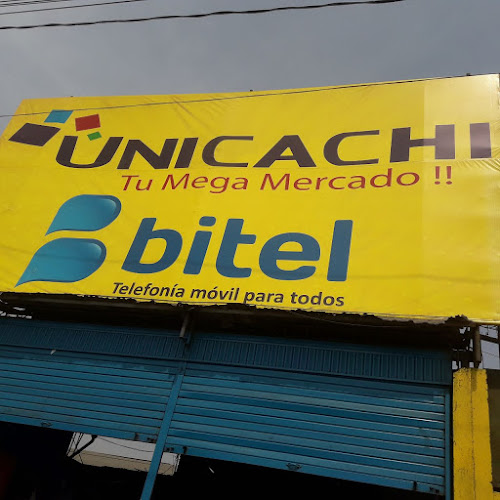 UNICACHI
Tu Mega Mercado !!
bitel
Telefonía móvil para todos